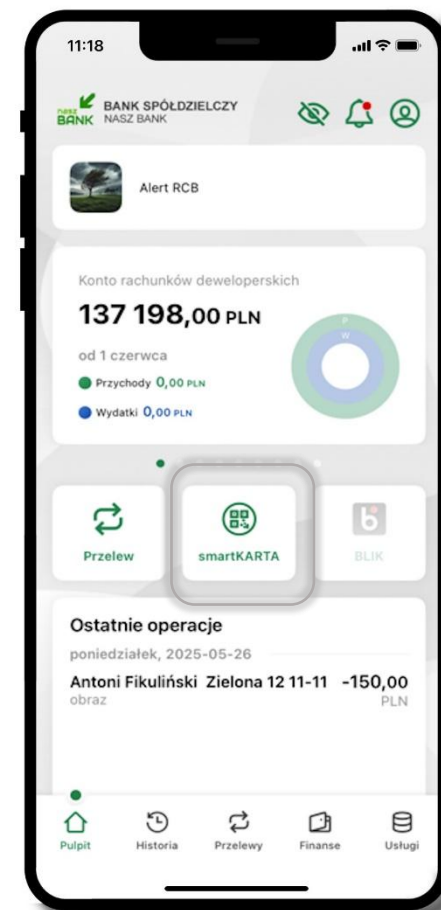 11:18
nasz BANK
BANK SPÓŁDZIELCZY
NASZ BANK
Alert RCB
Konto rachunków deweloperskich
137 198,00 PLN
od 1 czerwca
Przychody 0,00 PLN
Wydatki 0,00 PLN
P
W
Przelew
smartKARTA
BLIK
Ostatnie operacje
poniedziałek, 2025-05-26
Antoni Fikuliński Zielona 12 11-11 -150,00
obraz PLN
Pulpit Historia Przelewy Finanse Usługi